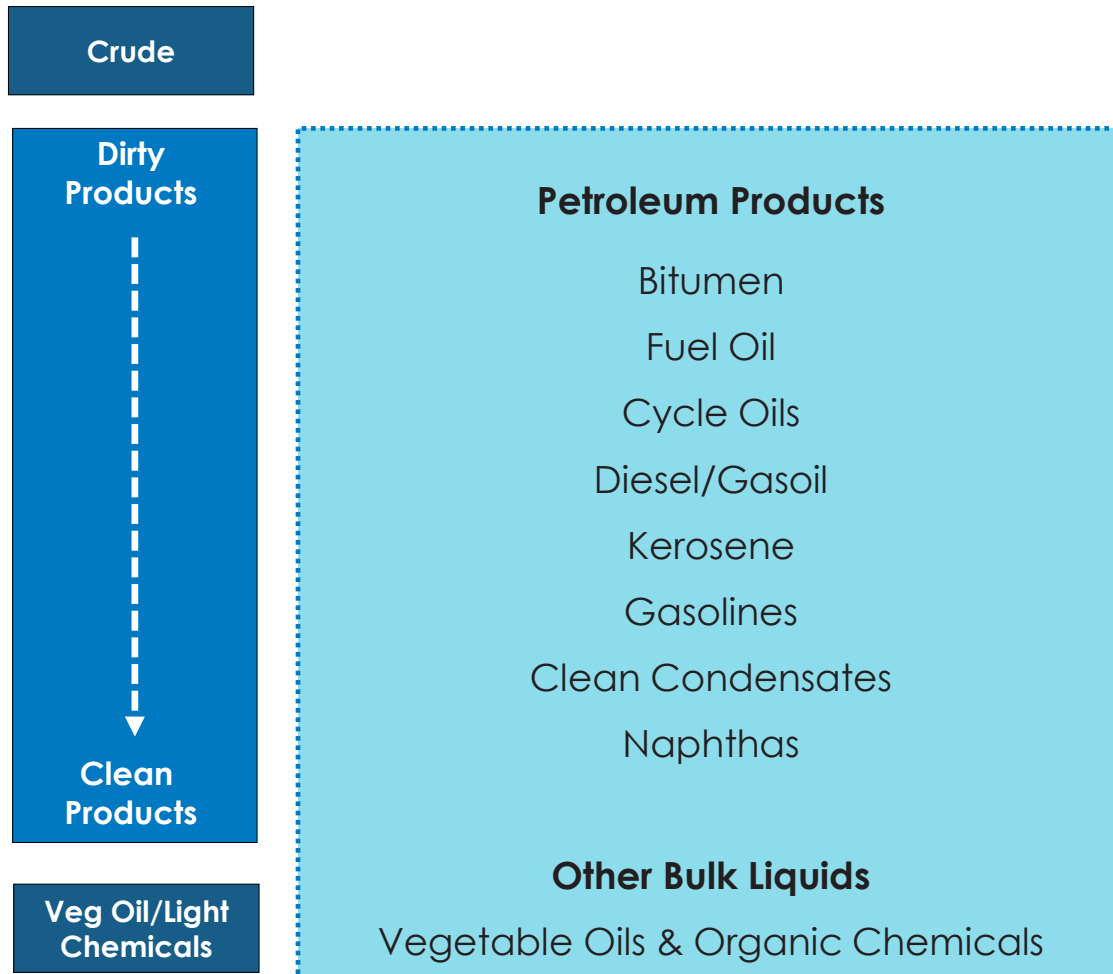 Crude
Dirty
Products
Clean
Products
Veg Oil/Light
Chemicals
Petroleum Products
Bitumen
Fuel Oil
Cycle Oils
Diesel/Gasoil
Kerosene
Gasolines
Clean Condensates
Naphthas
Other Bulk Liquids
Vegetable Oils & Organic Chemicals